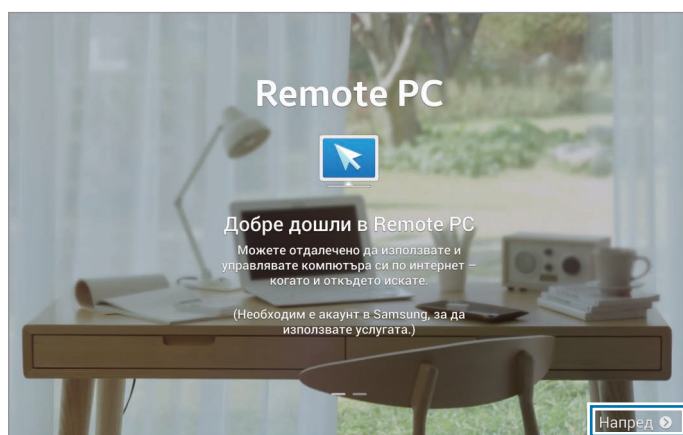 Remote PC
Добре дошли в Remote PC
Можете отдалечено да използвате и
управлявате компютъра си по интернет –
когато и откъдето искате.
(Необходим е акаунт в Samsung, за да
използвате услугата.)
Напред